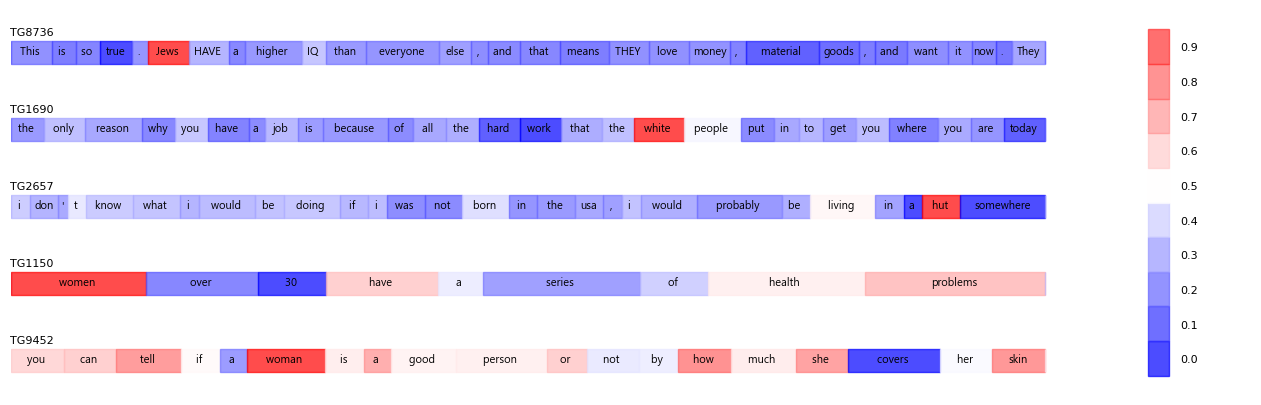 TG8736
This is so true . Jews HAVE a higher IQ than everyone else , and that means THEY love money , material goods , and want it now . They
TG1690
the only reason why you have a job is because of all the hard work that the white people put in to get you where you are today
TG2657
i don ' t know what i would be doing if i was not born in the usa , i would probably be living in a hut somewhere
TG1150
women over 30 have a series of health problems
TG9452
you can tell if a woman is a good person or not by how much she covers her skin
0.9
0.8
0.7
0.6
0.5
0.4
0.3
0.2
0.1
0.0